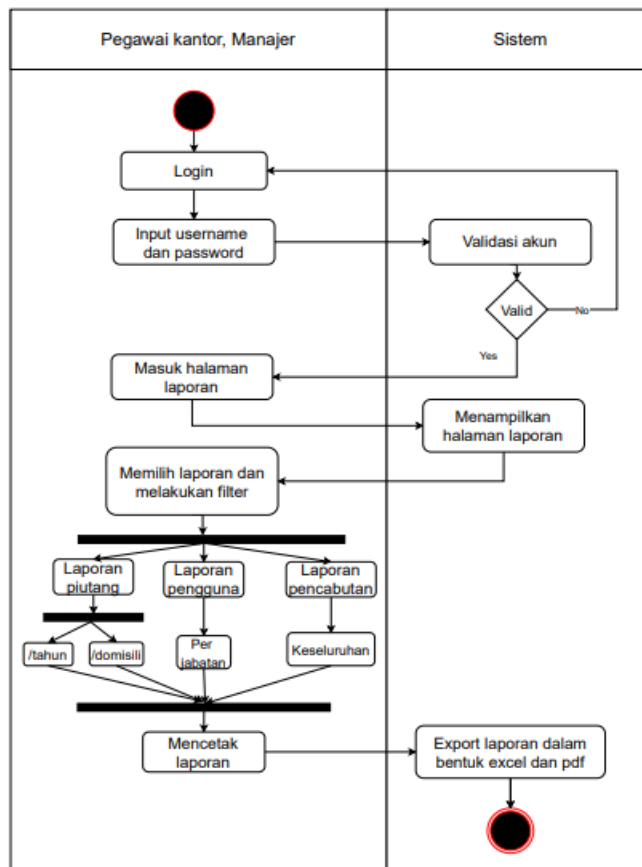 Pegawai kantor, Manajer
Sistem
Login
Input username
dan password
Validasi akun
Valid
No
Yes
Masuk halaman
laporan
Menampilkan
halaman laporan
Memilih laporan dan
melakukan filter
Laporan
piutang
Laporan
pengguna
Laporan
pencabutan
/tahun
/domisili
Per
jabatan
Keseluruhan
Mencetak
laporan
Export laporan dalam
bentuk excel dan pdf